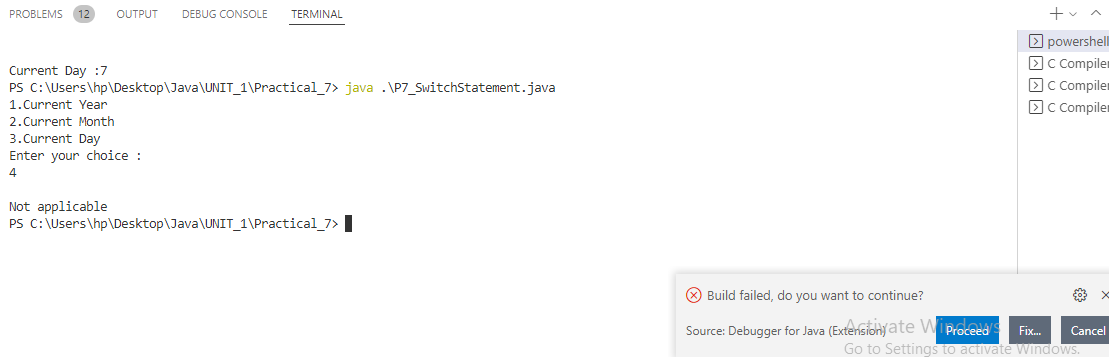 PROBLEMS 12 OUTPUT DEBUG CONSOLE TERMINAL
powershell
C Compiler
C Compiler
C Compiler
Current Day :7
PS C:\Users\hp\Desktop\Java\UNIT_1\Practical_7> java .\P7_SwitchStatement.java
1.Current Year
2.Current Month
3.Current Day
Enter your choice :
4
Not applicable
PS C:\Users\hp\Desktop\Java\UNIT_1\Practical_7>
Build failed, do you want to continue?
Source: Debugger for Java (Extension) Proceed Fix... Cancel
Activate Windows
Go to Settings to activate Windows.